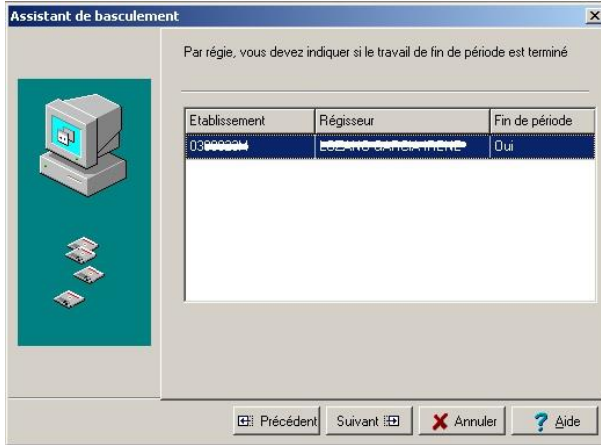 Assistant de basculement
Par régie, vous devez indiquer si le travail de fin de période est terminé
Etablissement Régisseur Fin de période
Oui
Précédent Suivant Annuler Aide